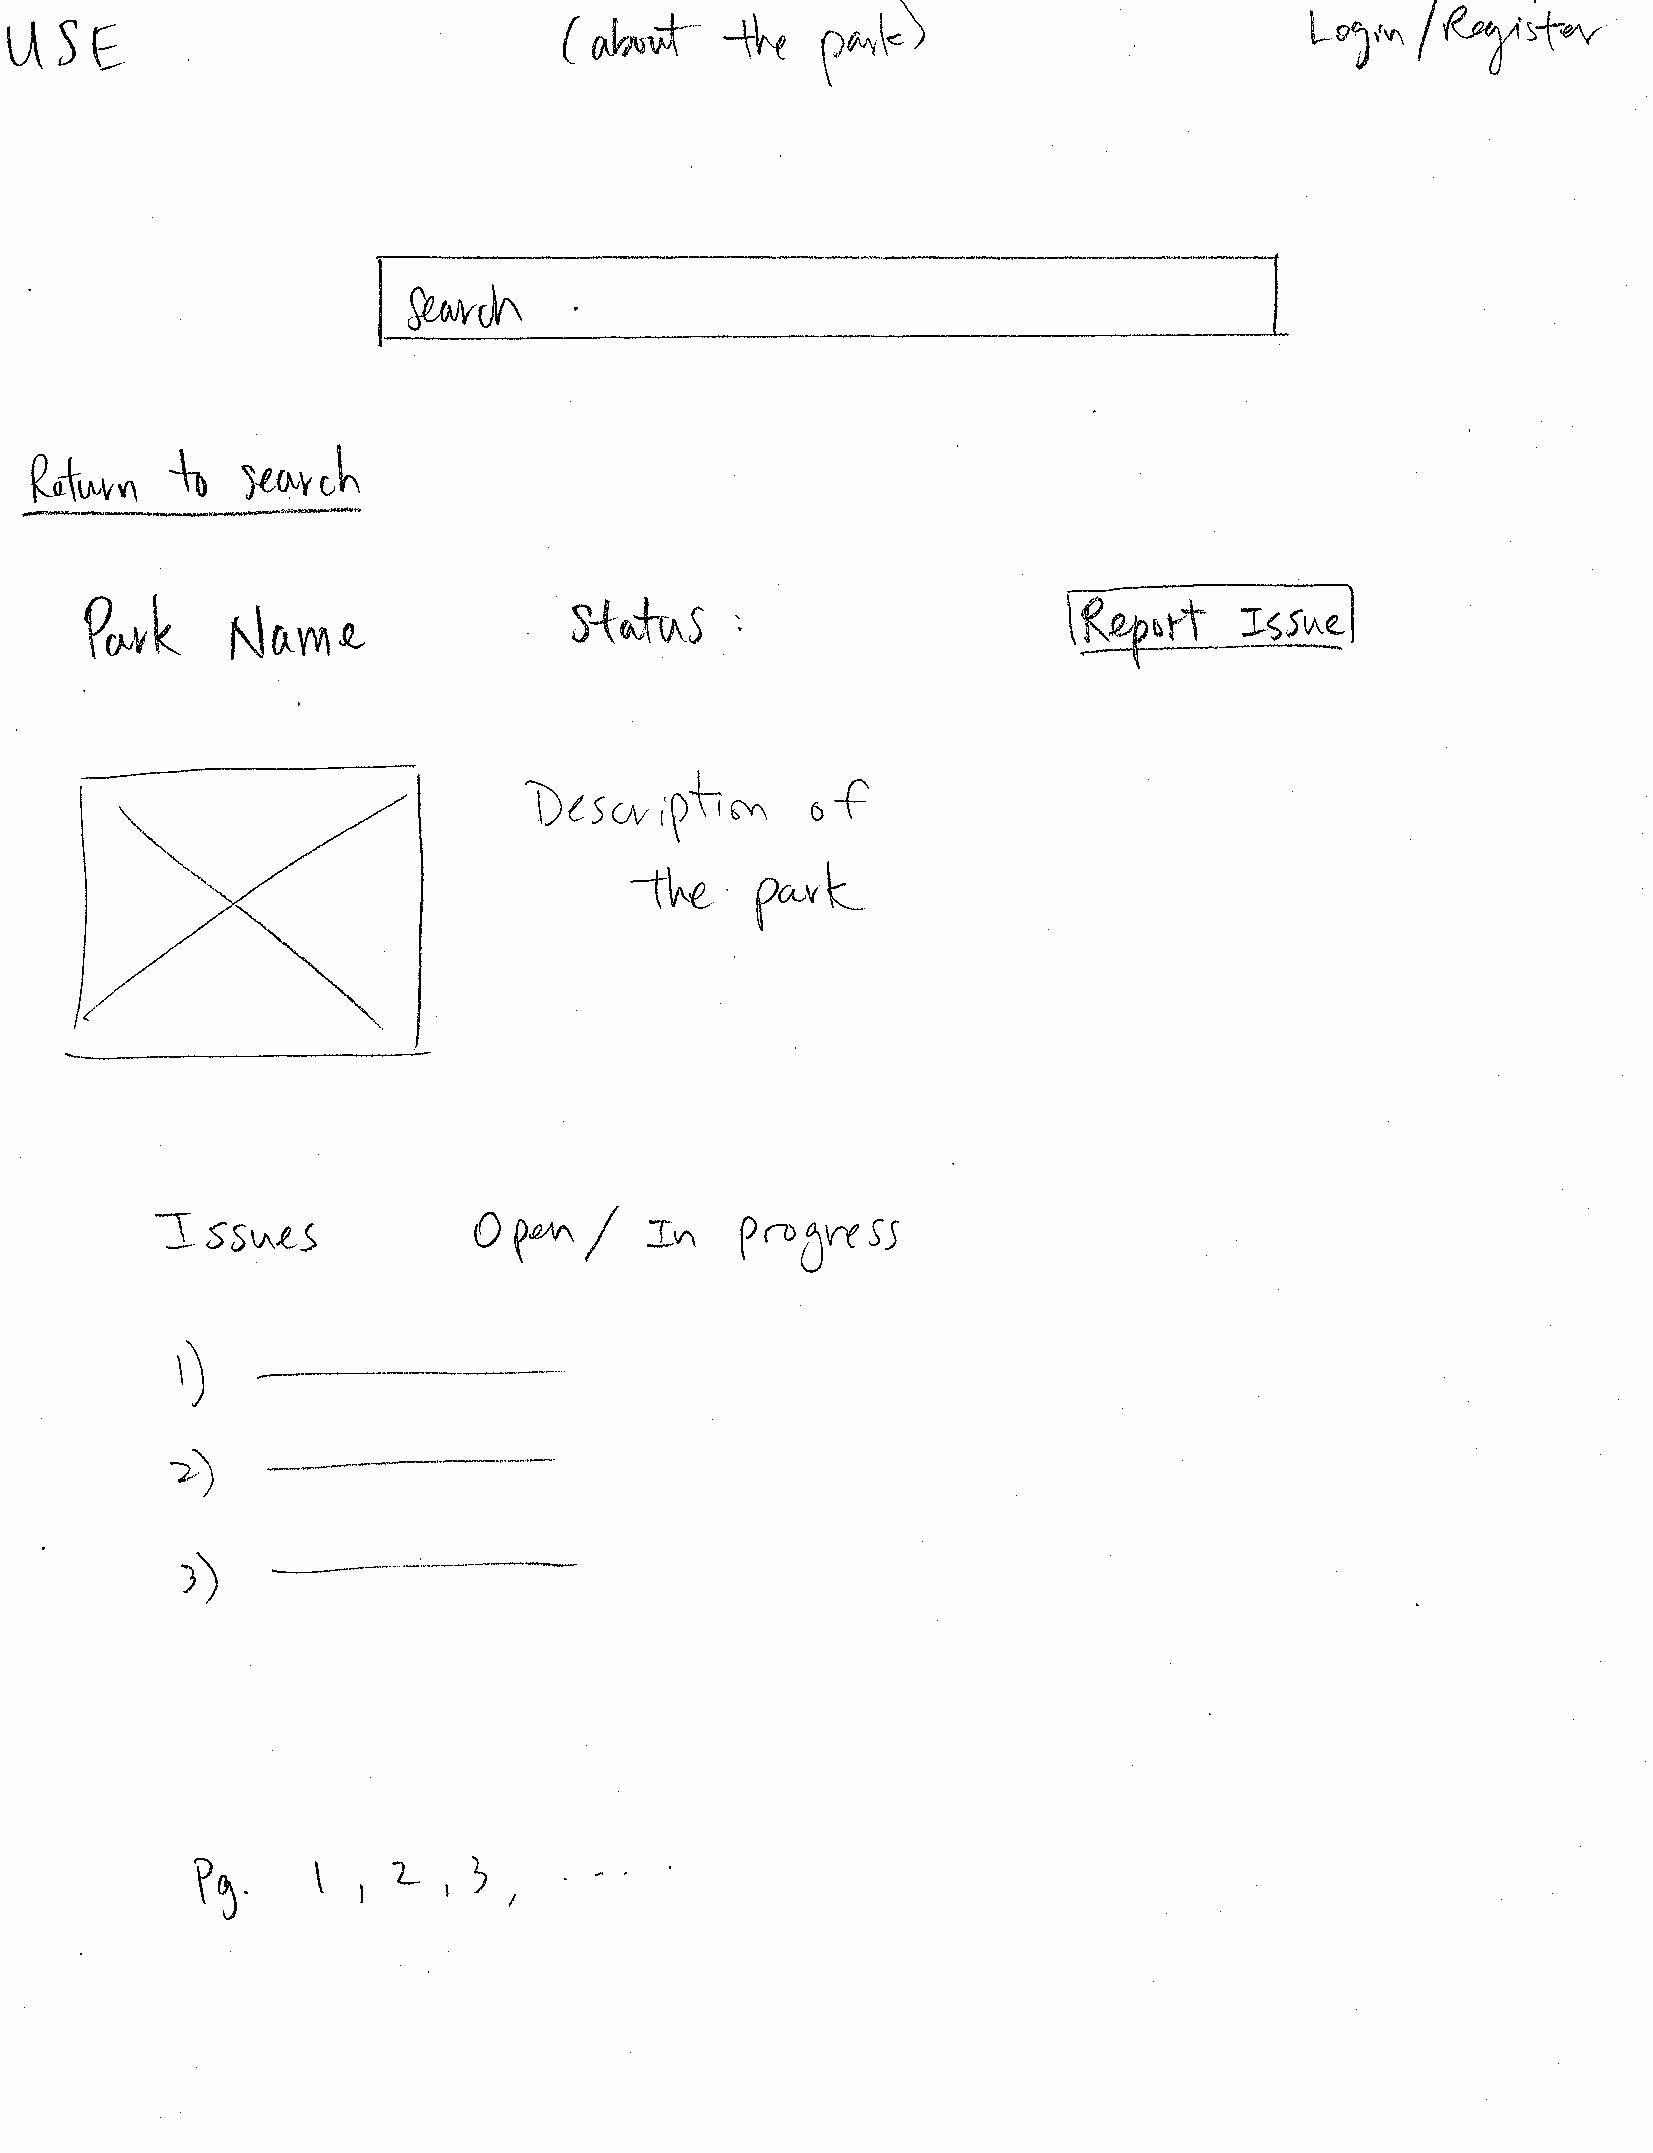 USE (about the park) Login/Register
Search
Return to search
Park Name Status: Report Issue
Description of
the park
Issues Open/ In progress
1)
2)
3)
Pg. 1, 2, 3, .....